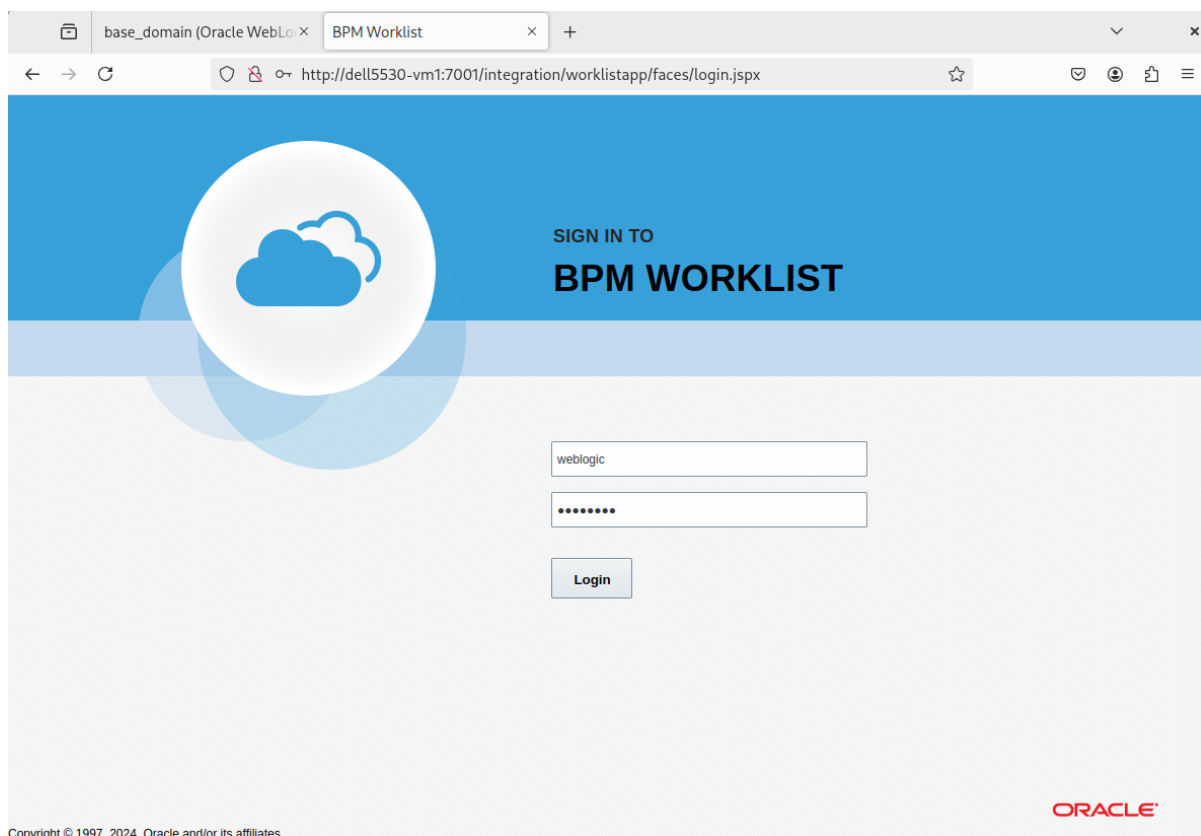 base_domain (Oracle WebLo
BPM Worklist
http://dell5530-vm1:7001/integration/worklistapp/faces/login.jspx
SIGN IN TO
BPM WORKLIST
weblogic
••••••••
Login
ORACLE
Copyright © 1997, 2024, Oracle and/or its affiliates.